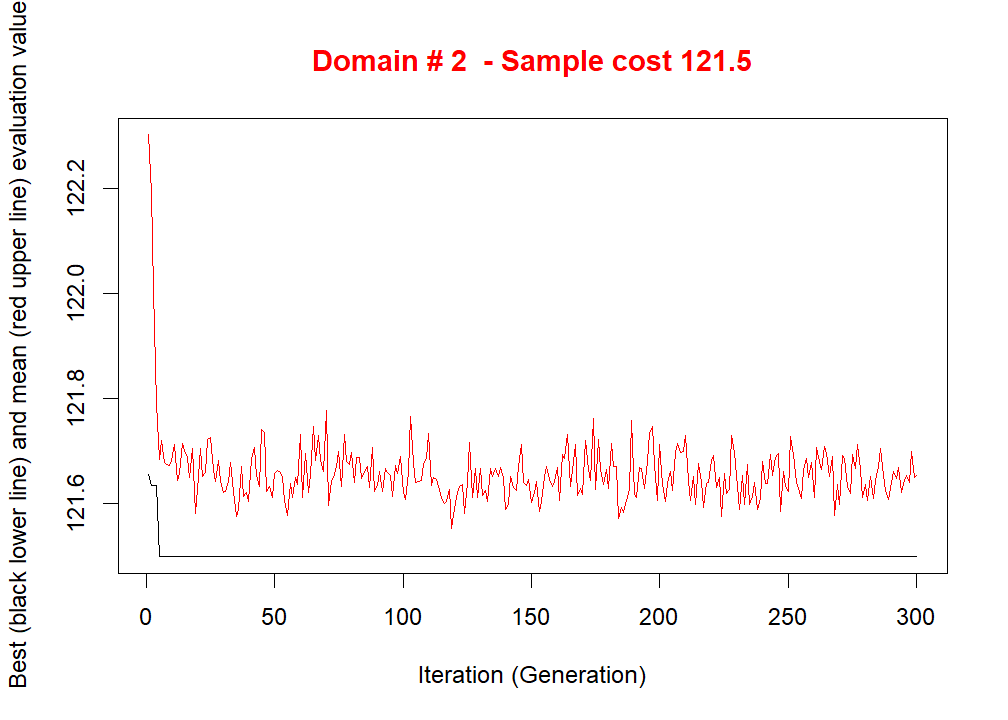 Domain # 2  - Sample cost 121.5
Best (black lower line) and mean (red upper line) evaluation value
122.2
122.0
121.8
121.6
0 50 100 150 200 250 300
Iteration (Generation)